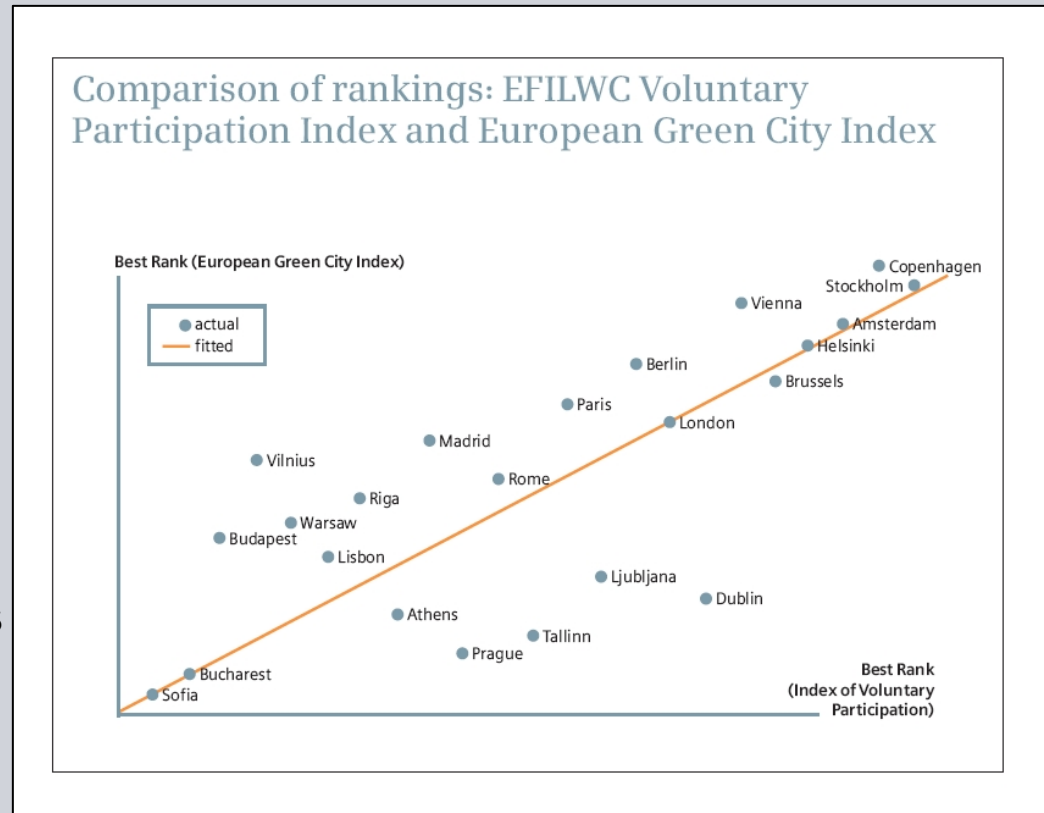 Comparison of rankings: EFILWC Voluntary
Participation Index and European Green City Index
Best Rank (European Green City Index)
actual
fitted
Copenhagen
Stockholm
Vienna
Amsterdam
Helsinki
Berlin
Brussels
Paris
London
Madrid
Vilnius
Rome
Riga
Warsaw
Budapest
Lisbon
Ljubljana
Dublin
Athens
Tallinn
Prague
Bucharest
Sofia
Best Rank
(Index of Voluntary
Participation)